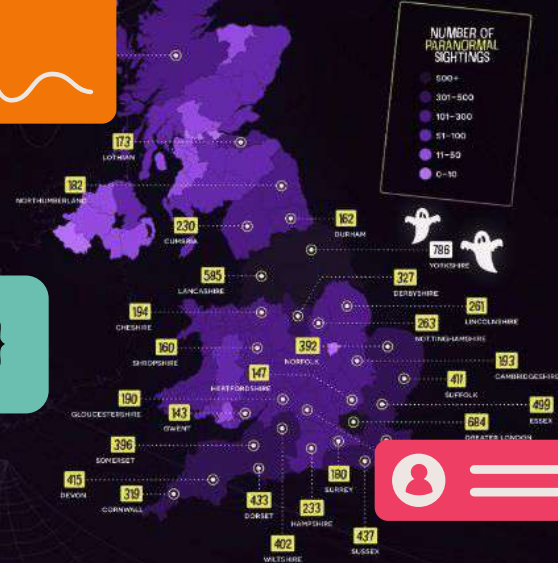 NUMBER OF
PARANORMAL
SIGHTINGS
500+
301-500
101-300
51-100
11-50
0-10
173
LOTHIAN
182
NORTHUMBERLAND
230
CUMBRIA
162
DURHAM
786
YORKSHIRE
585
LANCASHIRE
327
DERBYSHIRE
194
CHESHIRE
261
LINCOLNSHIRE
263
NOTTINGHAMSHIRE
160
SHROPSHIRE
392
NORFOLK
193
CAMBRIDGESHIRE
147
HERTFORDSHIRE
411
SUFFOLK
190
GLOUCESTERSHIRE
143
GWENT
499
ESSEX
684
GREATER LONDON
396
SOMERSET
415
DEVON
319
CORNWALL
433
DORSET
180
SURREY
233
HAMPSHIRE
402
WILTSHIRE
437
SUSSEX